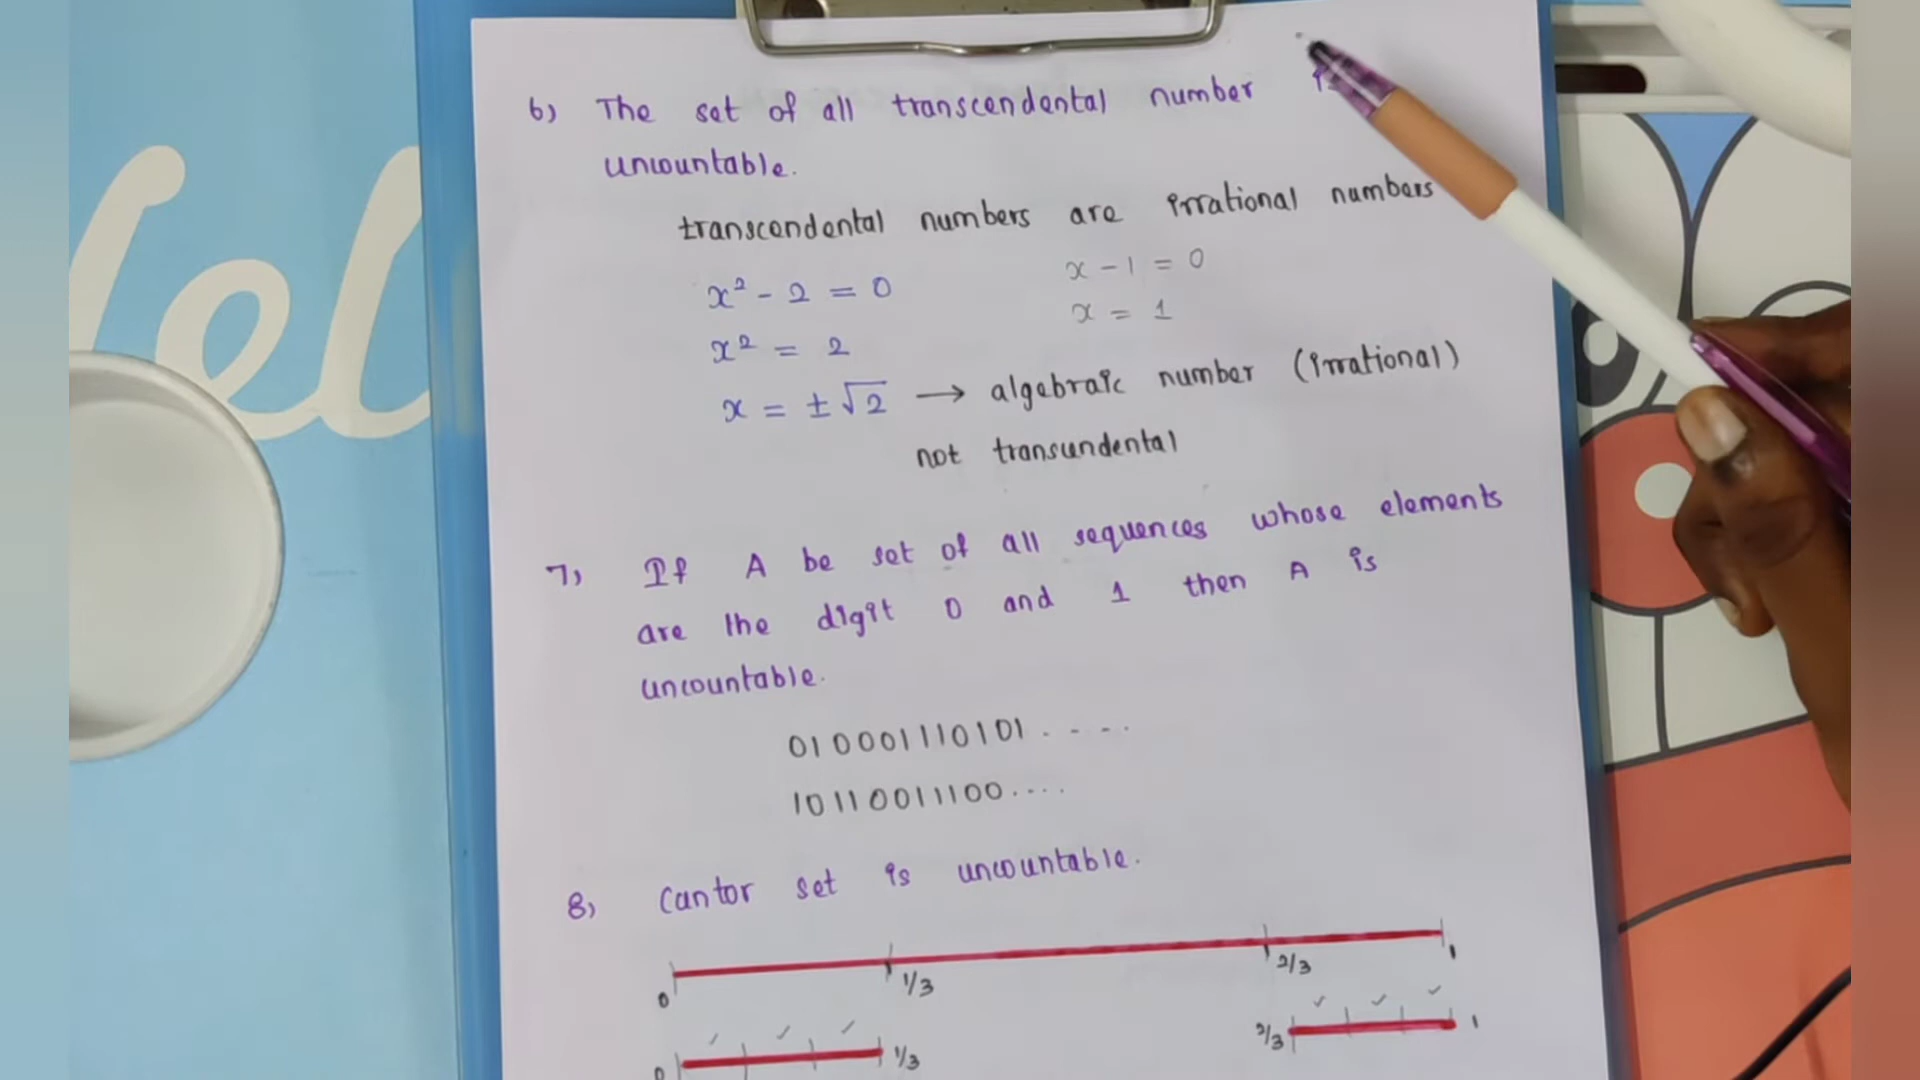 6) The set of all transcendental number is
uncountable.
transcendental numbers are irrational numbers
x² - 2 = 0
x - 1 = 0
x² = 2
x = 1
x = ±√2 → algebraic number (irrational)
not transcendental
7) If A be set of all sequences whose elements
are the digit 0 and 1 then A is
uncountable.
010001110101 . - - .
10110011100 ....
8) Cantor set is uncountable.
0 1/3 2/3 1
0 1/3 2/3 1